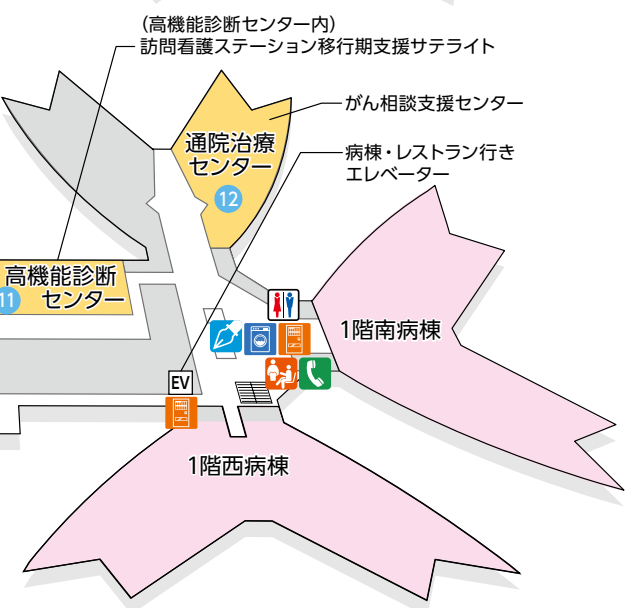 （高機能診断センター内）
訪問看護ステーション移行期支援サテライト
がん相談支援センター
通院治療
センター
12
病棟・レストラン行き
エレベーター
高機能診断
11 センター
1階南病棟
EV
1階西病棟